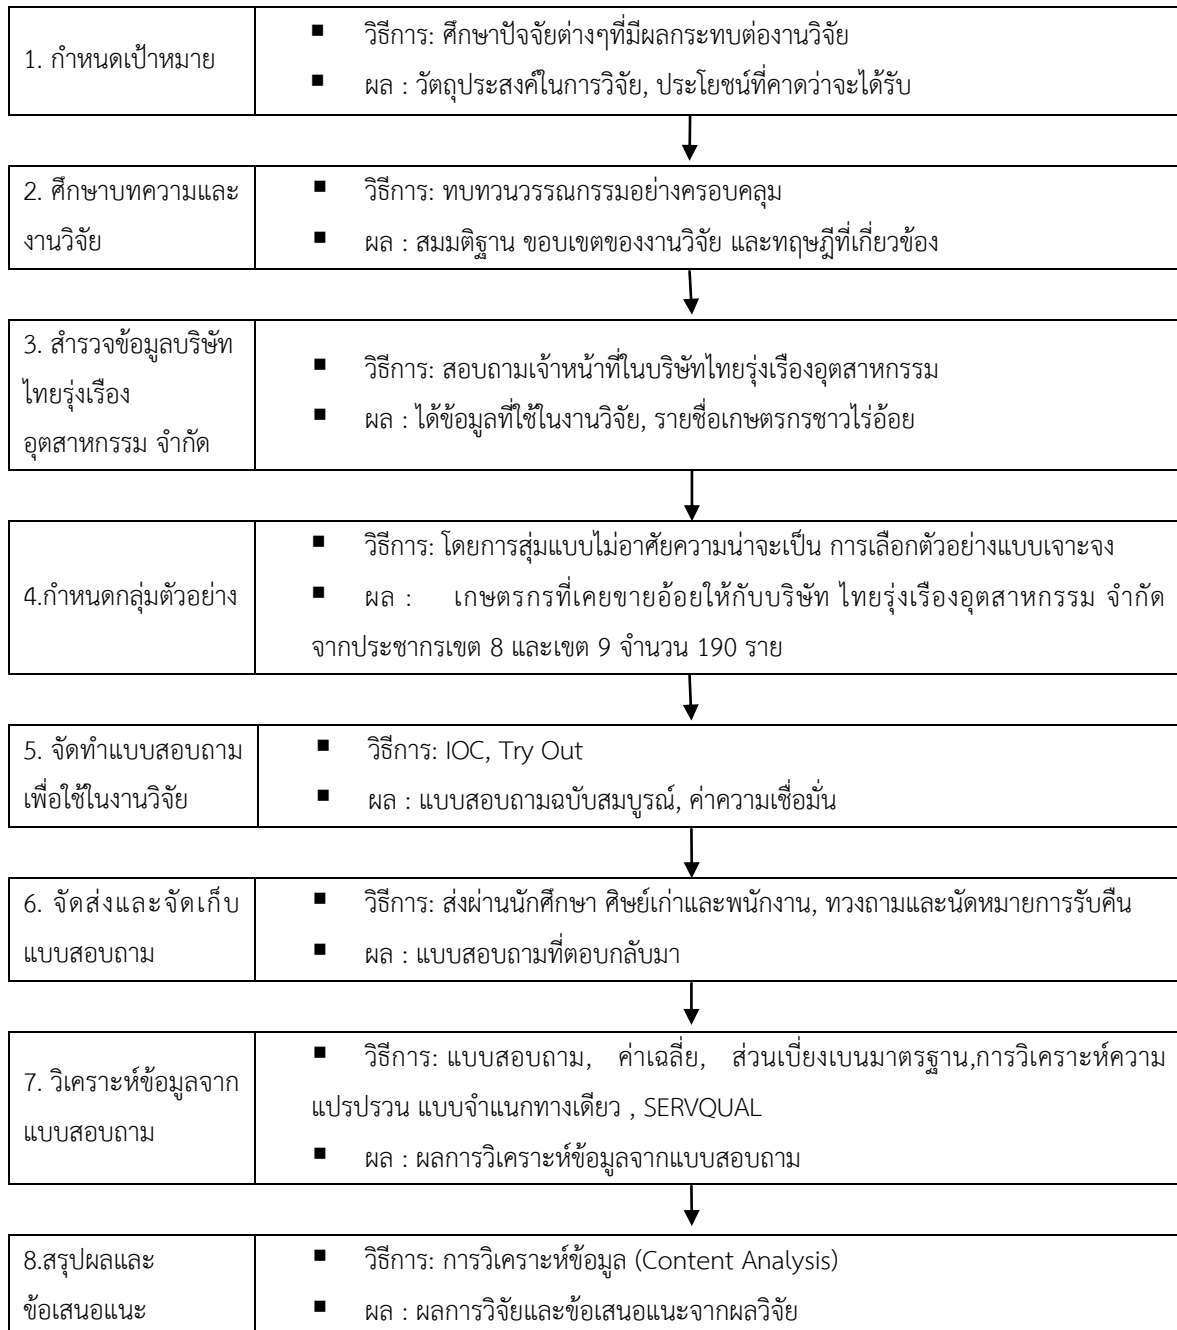 1. กำหนดเป้าหมาย
■ วิธีการ: ศึกษาปัจจัยต่างๆที่มีผลกระทบต่องานวิจัย
■ ผล : วัตถุประสงค์ในการวิจัย, ประโยชน์ที่คาดว่าจะได้รับ
2. ศึกษาบทความและ
งานวิจัย
■ วิธีการ: ทบทวนวรรณกรรมอย่างครอบคลุม
■ ผล : สมมติฐาน ขอบเขตของงานวิจัย และทฤษฎีที่เกี่ยวข้อง
3. สำรวจข้อมูลบริษัท
ไทยรุ่งเรือง
อุตสาหกรรม จำกัด
■ วิธีการ: สอบถามเจ้าหน้าที่ในบริษัทไทยรุ่งเรืองอุตสาหกรรม
■ ผล : ได้ข้อมูลที่ใช้ในงานวิจัย, รายชื่อเกษตรกรชาวไร่อ้อย
4.กำหนดกลุ่มตัวอย่าง
■ วิธีการ: โดยการสุ่มแบบไม่อาศัยความน่าจะเป็น การเลือกตัวอย่างแบบเจาะจง
■ ผล : เกษตรกรที่เคยขายอ้อยให้กับบริษัท ไทยรุ่งเรืองอุตสาหกรรม จำกัด
จากประชากรเขต 8 และเขต 9 จำนวน 190 ราย
5. จัดทำแบบสอบถาม
เพื่อใช้ในงานวิจัย
■ วิธีการ: IOC, Try Out
■ ผล : แบบสอบถามฉบับสมบูรณ์, ค่าความเชื่อมั่น
6. จัดส่งและจัดเก็บ
แบบสอบถาม
■ วิธีการ: ส่งผ่านนักศึกษา ศิษย์เก่าและพนักงาน, ทวงถามและนัดหมายการรับคืน
■ ผล : แบบสอบถามที่ตอบกลับมา
7. วิเคราะห์ข้อมูลจาก
แบบสอบถาม
■ วิธีการ: แบบสอบถาม, ค่าเฉลี่ย, ส่วนเบี่ยงเบนมาตรฐาน,การวิเคราะห์ความ
แปรปรวน แบบจำแนกทางเดียว , SERVQUAL
■ ผล : ผลการวิเคราะห์ข้อมูลจากแบบสอบถาม
8.สรุปผลและ
ข้อเสนอแนะ
■ วิธีการ: การวิเคราะห์ข้อมูล (Content Analysis)
■ ผล : ผลการวิจัยและข้อเสนอแนะจากผลวิจัย